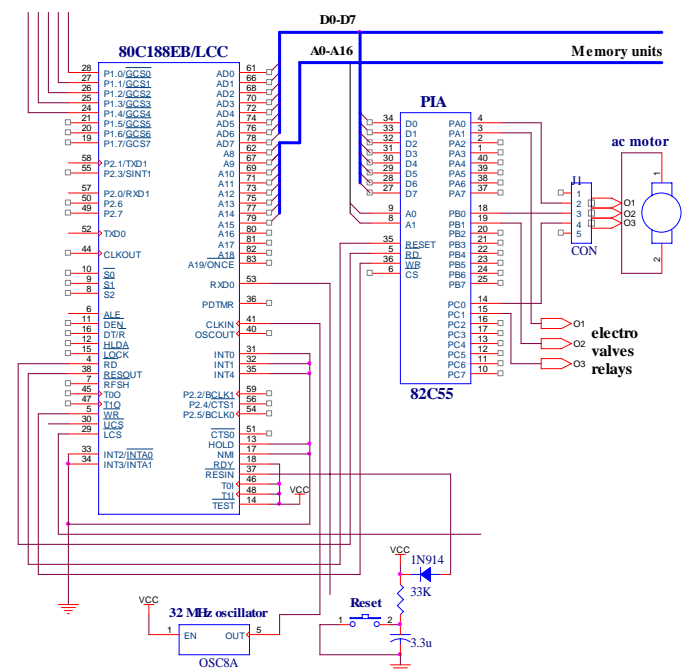 D0-D7
A0-A16
Memory units
80C188EB/LCC
28 P1.0/GCS0 AD0 61
27 P1.1/GCS1 AD1 66
26 P1.2/GCS2 AD2 68
25 P1.3/GCS3 AD3 70
24 P1.4/GCS4 AD4 72
21 P1.5/GCS5 AD5 74
20 P1.6/GCS6 AD6 76
19 P1.7/GCS7 AD7 78
A8 62
58 P2.1/TXD1 A9 67
55 P2.3/SINT1 A10 69
A11 71
57 P2.0/RXD1 A12 73
50 P2.6 A13 75
49 P2.7 A14 77
A15 79
52 TXD0 A16 80
A17 81
44 CLKOUT A18 82
A19/ONCE 83
10 S0
9 S1 RXD0 53
8 S2
PDTMR 36
6 ALE
11 DEN CLKIN 41
16 DT/R OSCOUT 40
12 HLDA
15 LOCK INT0 31
4 RD INT1 32
38 RESOUT INT4 35
7 RFSH
45 T0O P2.2/BCLK1 59
47 T1O P2.4/CTS1 56
5 WR P2.5/BCLK0 54
30 UCS
29 LCS CTS0 51
HOLD 13
33 INT2/INTA0 NMI 17
34 INT3/INTA1 RDY 18
RESIN 37
T0I 46
T1I 48
TEST 14
VCC
PIA
34 D0 PA0 4
33 D1 PA1 3
32 D2 PA2 2
31 D3 PA3 1
30 D4 PA4 40
29 D5 PA5 39
28 D6 PA6 38
27 D7 PA7 37
9 A0 PB0 18
8 A1 PB1 19
PB2 20
35 RESET PB3 21
5 RD PB4 22
36 WR PB5 23
6 CS PB6 24
PB7 25
PC0 14
PC1 15
PC2 16
PC3 17
PC4 13
PC5 12
PC6 11
PC7 10
82C55
ac motor
1
2
J1
1
2 O1
3 O2
4 O3
5
CON
O1
O2
O3
electro
valves
relays
VCC
1N914
33K
Reset
1 2
3.3u
VCC
32 MHz oscillator
1 EN OUT 5
OSC8A